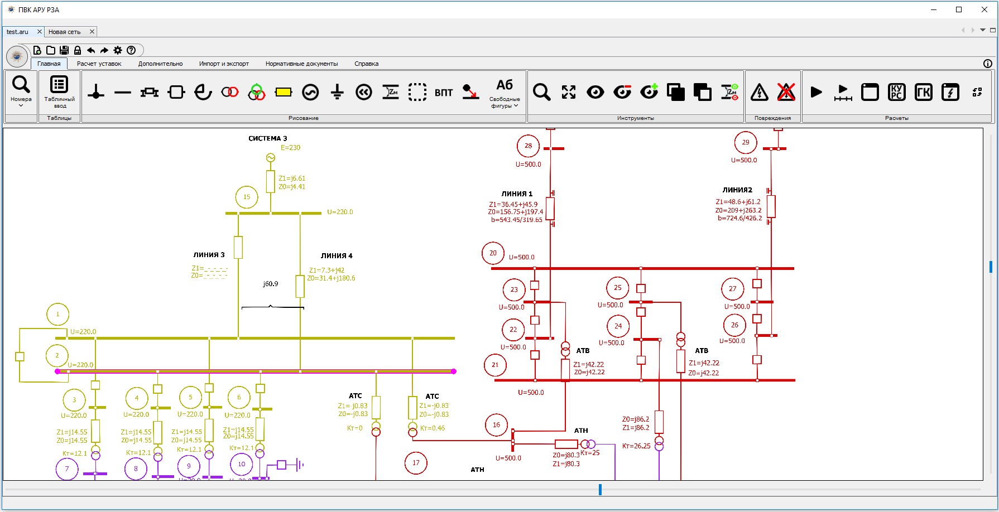 ПВК АРУ РЗА
test.aru
Новая сеть
Главная
Расчет уставок
Дополнительно
Импорт и экспорт
Нормативные документы
Справка
Номера
Табличный
ввод
Zм
ВПТ
Аб
Свободные
фигуры
Zм
КУ
РС
ГК
Таблицы
Рисование
Инструменты
Повреждения
Расчеты
СИСТЕМА 3
E=230
Z1=j6.61
Z0=j4.41
15
U=220.0
ЛИНИЯ 3
Z1=_-_-_-_-
Z0=_-_-_-_-
ЛИНИЯ 4
Z1=7.3+j42
Z0=31.4+j180.6
j60.9
1
U=220.0
2
U=220.0
3
U=220.0
4
U=220.0
5
U=220.0
6
U=220.0
Z1=j14.55
Z0=j14.55
Кт=12.1
Z1=j14.55
Z0=j14.55
Кт=12.1
Z1=j14.55
Z0=j14.55
Кт=12.1
Z1=j14.55
Z0=j14.55
Кт=12.1
7
8
9
10
АТС
Z1=-j0.83
Z0=-j0.83
Кт=0
АТС
Z1=-j0.83
Z0=-j0.83
Кт=0.46
28
U=500.0
29
U=500.0
ЛИНИЯ 1
Z1=36.45+j45.9
Z0=156.75+j197.4
b=543.45/319.65
ЛИНИЯ2
Z1=48.6+j61.2
Z0=209+j263.2
b=724.6/426.2
20
U=500.0
23
U=500.0
22
U=500.0
25
U=500.0
24
U=500.0
27
U=500.0
26
U=500.0
21
U=500.0
АТВ
Z1=j42.22
Z0=j42.22
АТВ
Z1=j42.22
Z0=j42.22
16
U=500.0
АТН
Z0=j80.3
Z1=j80.3
Кт=25
Z0=j86.2
Z1=j86.2
Кт=26.25
17
АТН